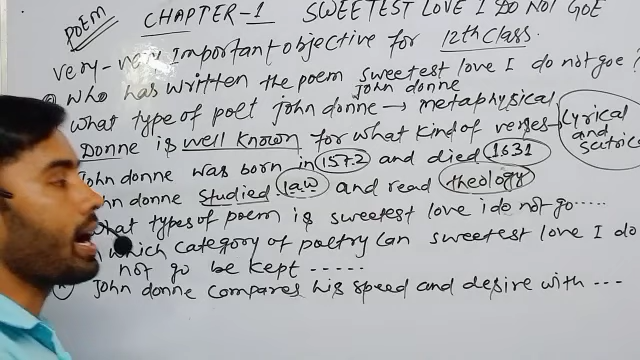 POEM CHAPTER-1 SWEETEST LOVE I DO NOT GOE
very-very Important objective for 12th Class.
Who has written the poem sweetest love I do not goe
John donne
What type of poet John donne → metaphysical
Donne is well known for what kind of verses → Lyrical and
John donne was born in 1572 and died 1631
donne studied law and read theology
What types of poem is sweetest love i do not go.....
which category of poetry can sweetest love I do
not go be kept ------
John donne compares his speed and desire with ---